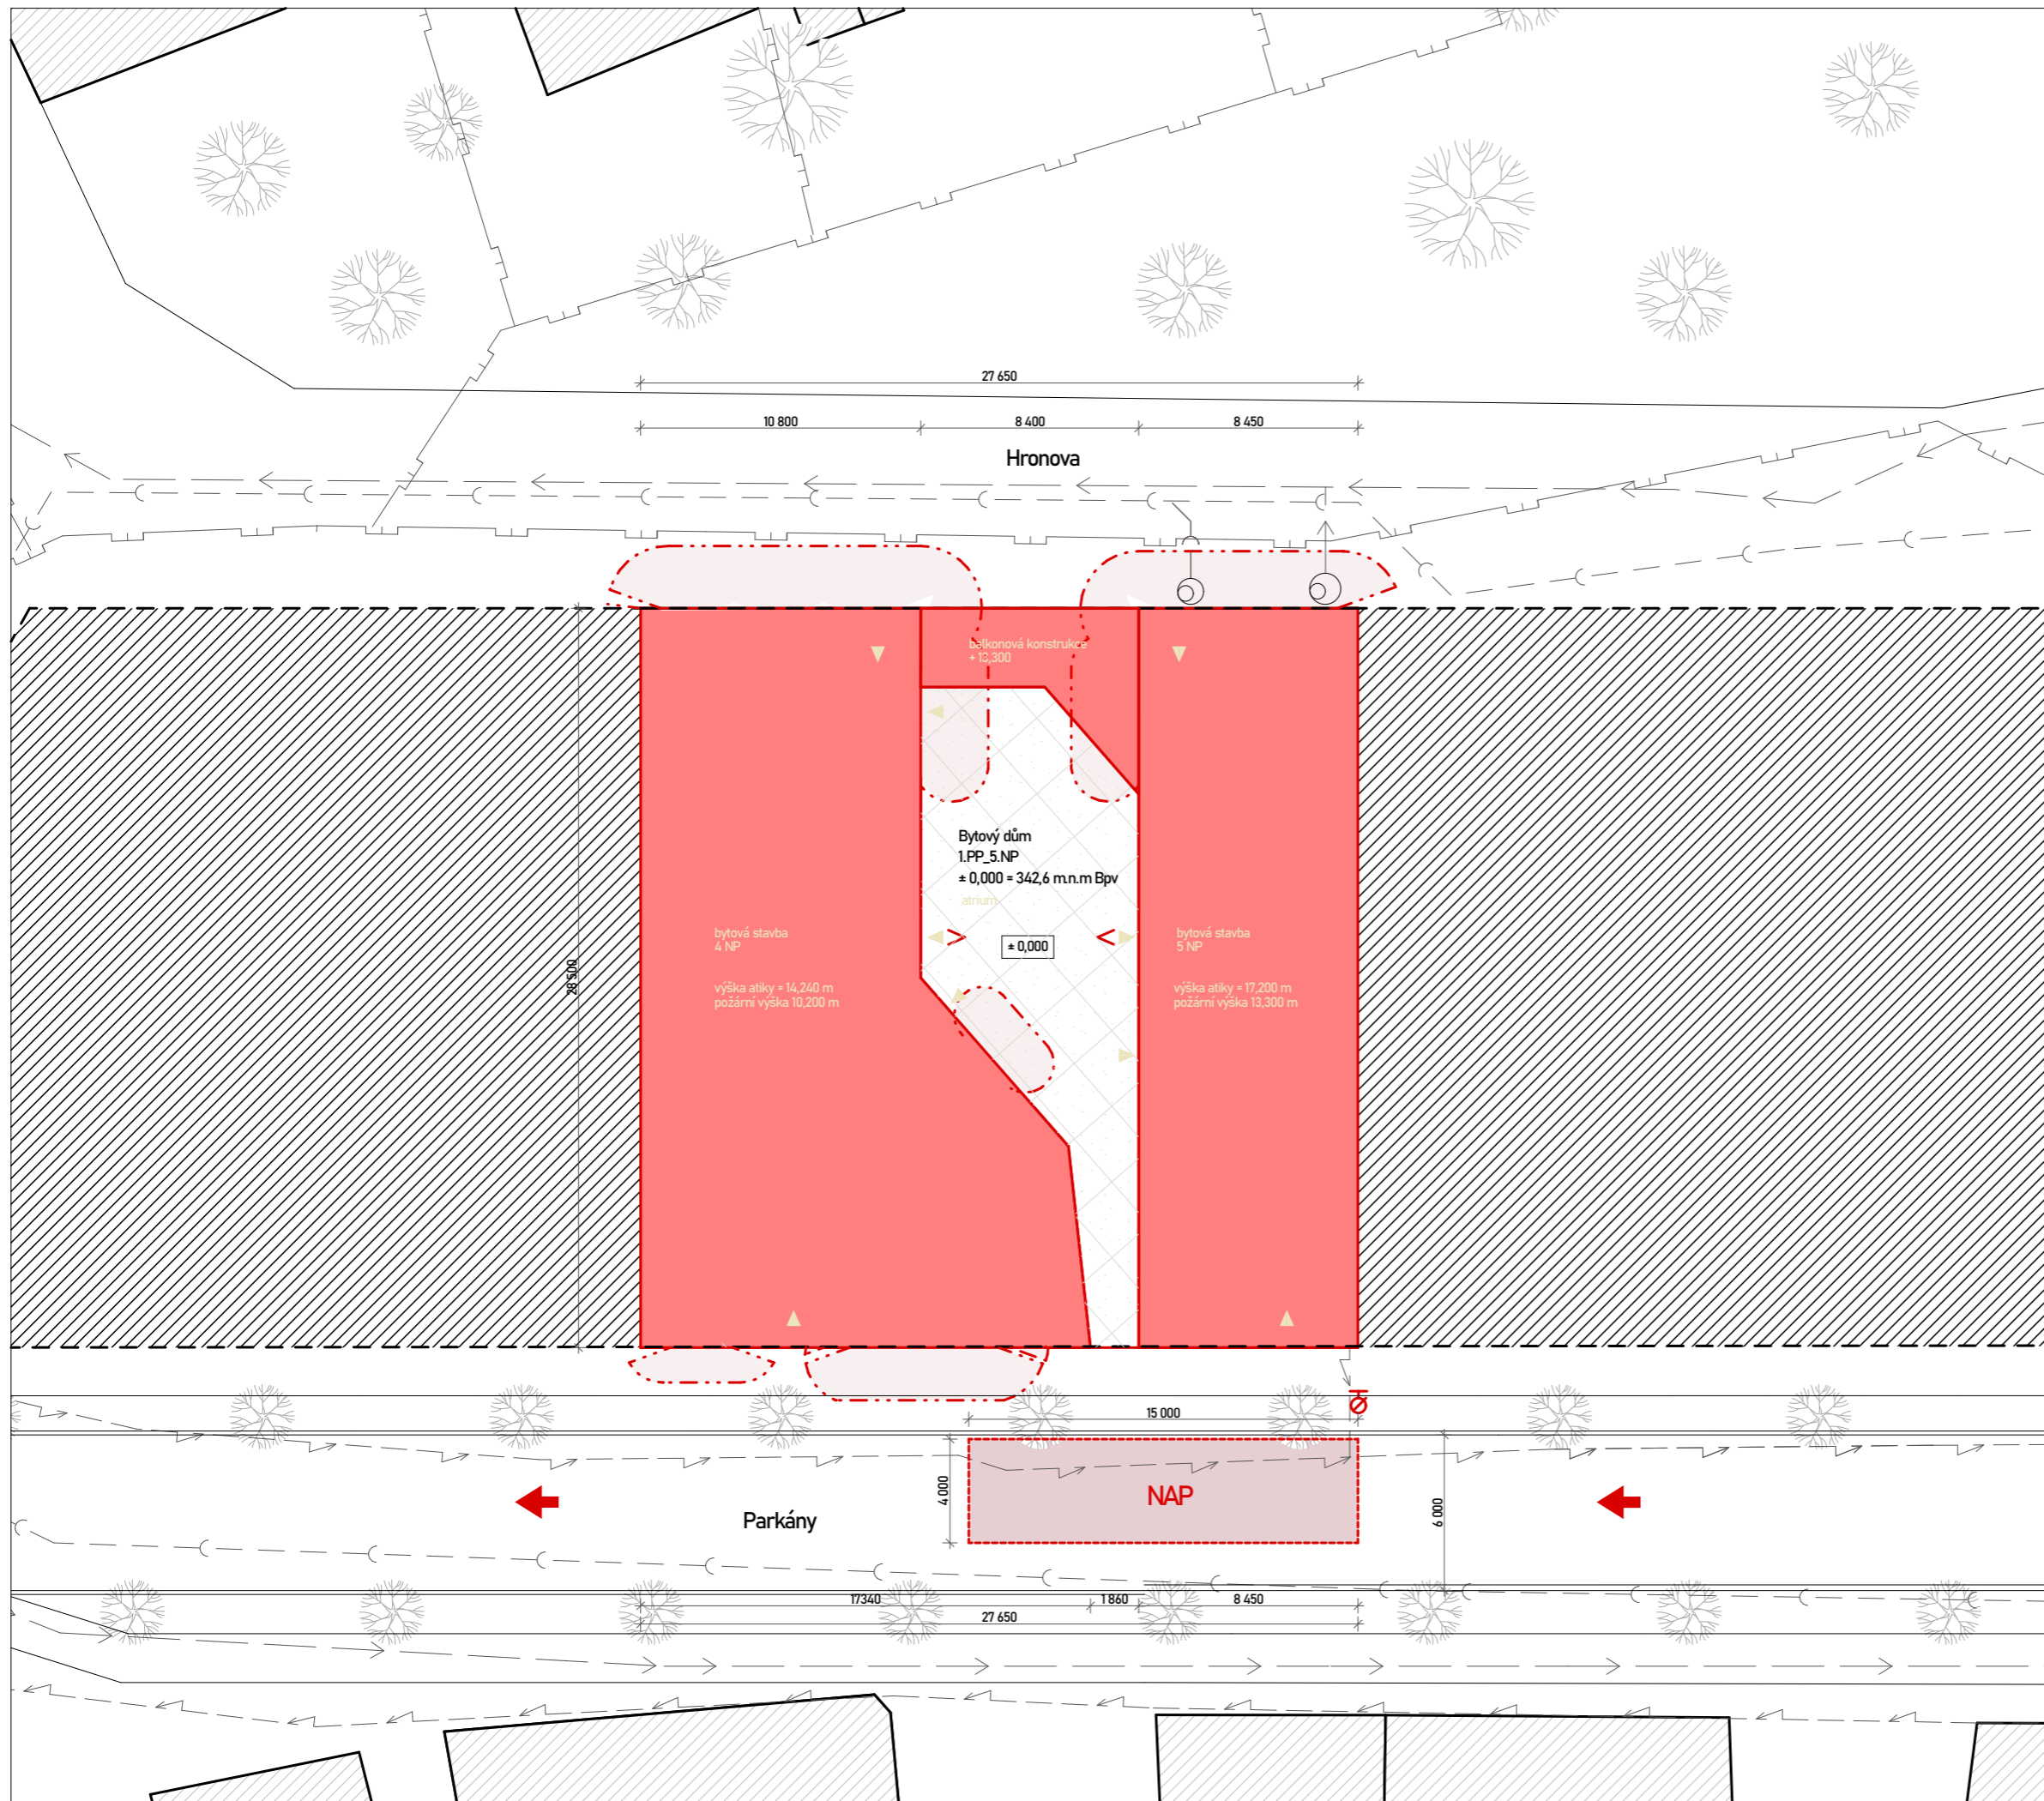 27 650
10 800
8 400
8 450
Hronova
balkonová konstrukce
+ 13,300
Bytový dům
1.PP_5.NP
± 0,000 = 342,6 m.n.m Bpv
atrium
bytová stavba
4 NP
± 0,000
bytová stavba
5 NP
28 500
výška atiky = 14,240 m
požární výška 10,200 m
výška atiky = 17,200 m
požární výška 13,300 m
15 000
4 000
NAP
6 000
Parkány
17340
1 860
8 450
27 650